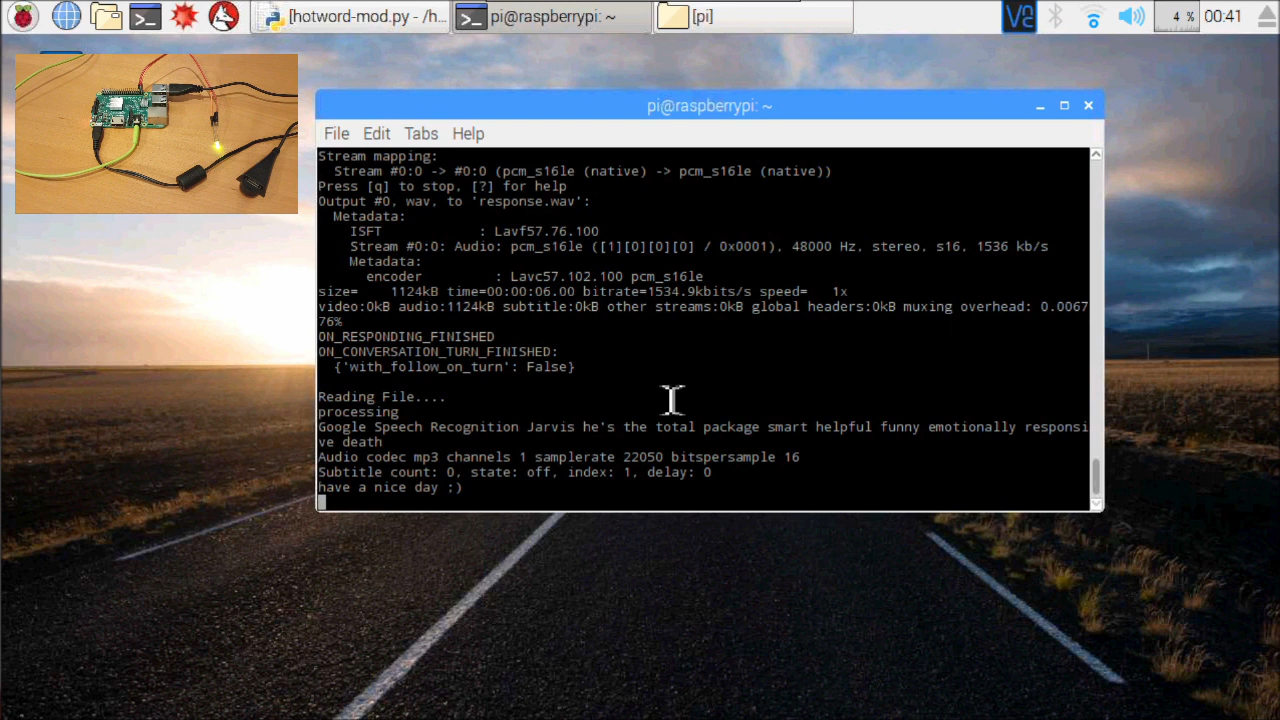 [hotword-mod.py - /h...
pi@raspberrypi: ~
[pi]
4 %
00:41
pi@raspberrypi: ~
File Edit Tabs Help
Stream mapping:
Stream #0:0 -> #0:0 (pcm_s16le (native) -> pcm_s16le (native))
Press [q] to stop, [?] for help
Output #0, wav, to 'response.wav':
Metadata:
ISFT : Lavf57.76.100
Stream #0:0: Audio: pcm_s16le ([1][0][0][0] / 0x0001), 48000 Hz, stereo, s16, 1536 kb/s
Metadata:
encoder : Lavc57.102.100 pcm_s16le
size= 1124kB time=00:00:06.00 bitrate=1534.9kbits/s speed= 1x
video:0kB audio:1124kB subtitle:0kB other streams:0kB global headers:0kB muxing overhead: 0.0067
76%
ON_RESPONDING_FINISHED
ON_CONVERSATION_TURN_FINISHED:
{'with_follow_on_turn': False}
Reading File....
processing
Google Speech Recognition Jarvis he's the total package smart helpful funny emotionally responsi
ve death
Audio codec mp3 channels 1 samplerate 22050 bitspersample 16
Subtitle count: 0, state: off, index: 1, delay: 0
have a nice day ;)